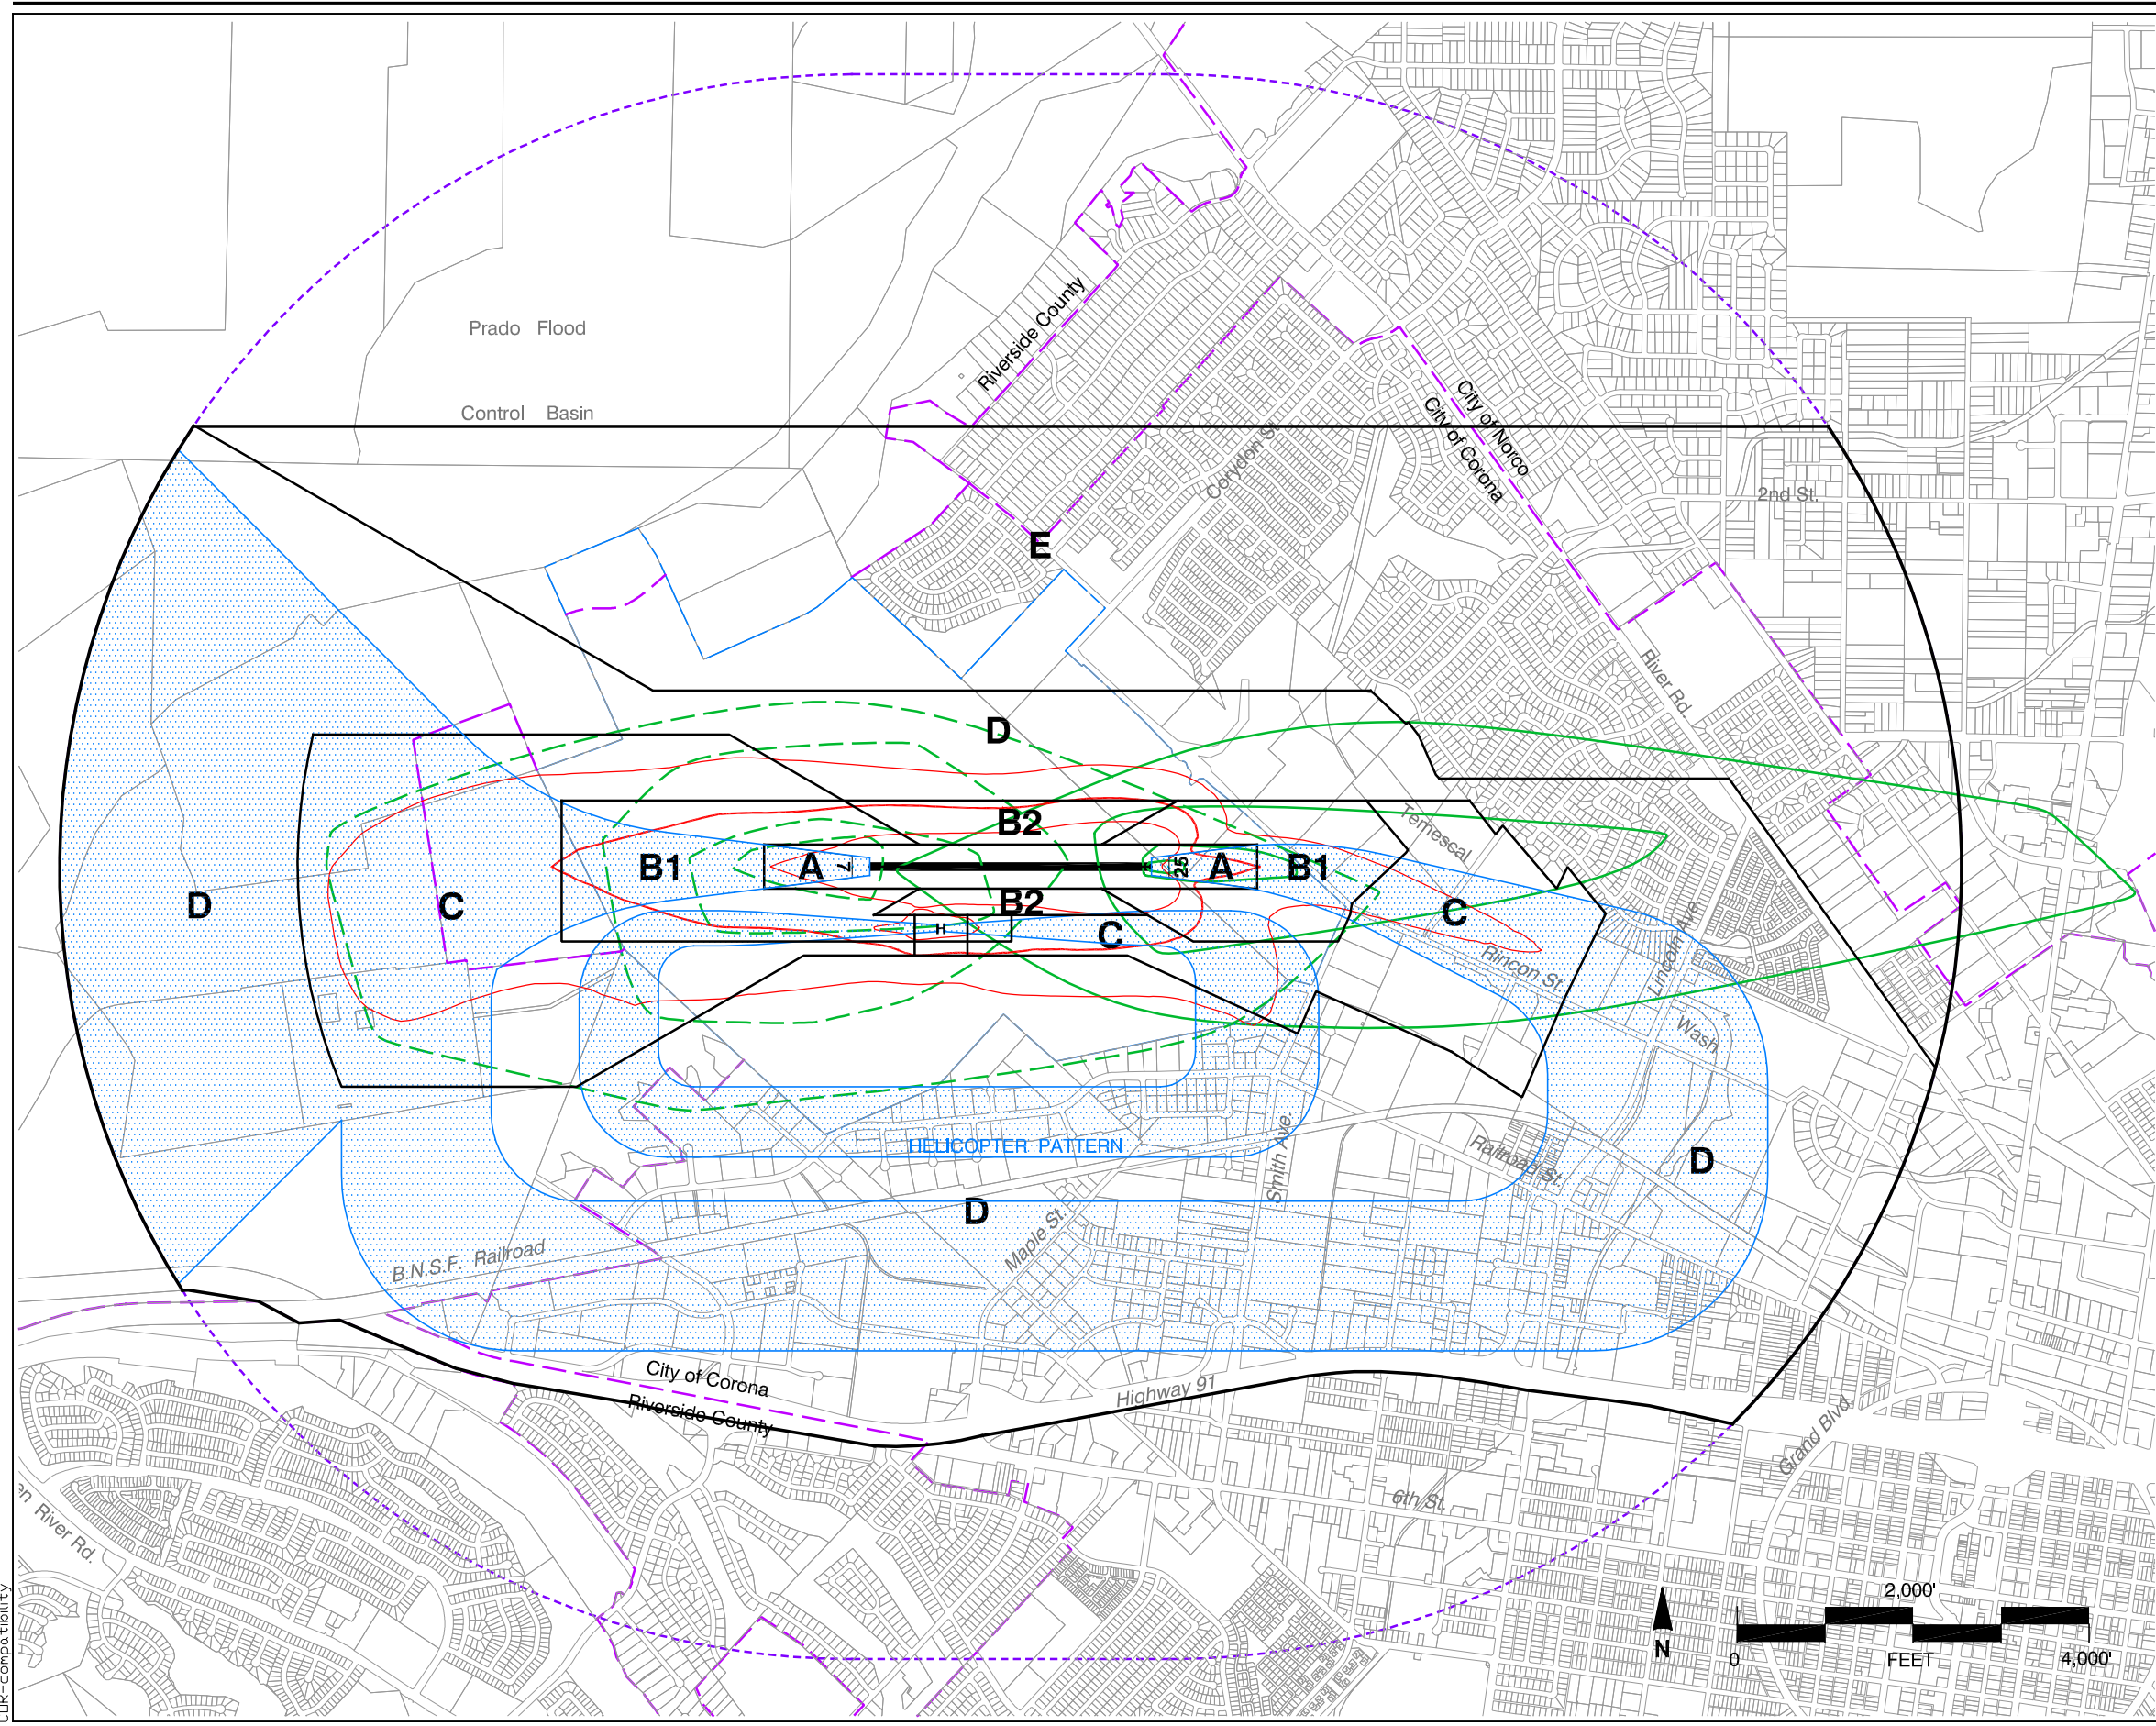 Prado Flood
Control Basin
Riverside County
City of Norco
City of Corona
Corydon St.
2nd St.
E
River Rd.
D
Temescal
B2
B1
A
7
25
A
B1
B2
D
C
H
C
C
Rincon St.
Lincoln Ave.
Wash
HELICOPTER PATTERN
Smith Ave.
Railroad St.
D
D
Maple St.
B.N.S.F. Railroad
City of Corona
Riverside County
Highway 91
Grand Blvd.
6th St.
en River Rd.
N
2,000'
0
FEET
4,000'